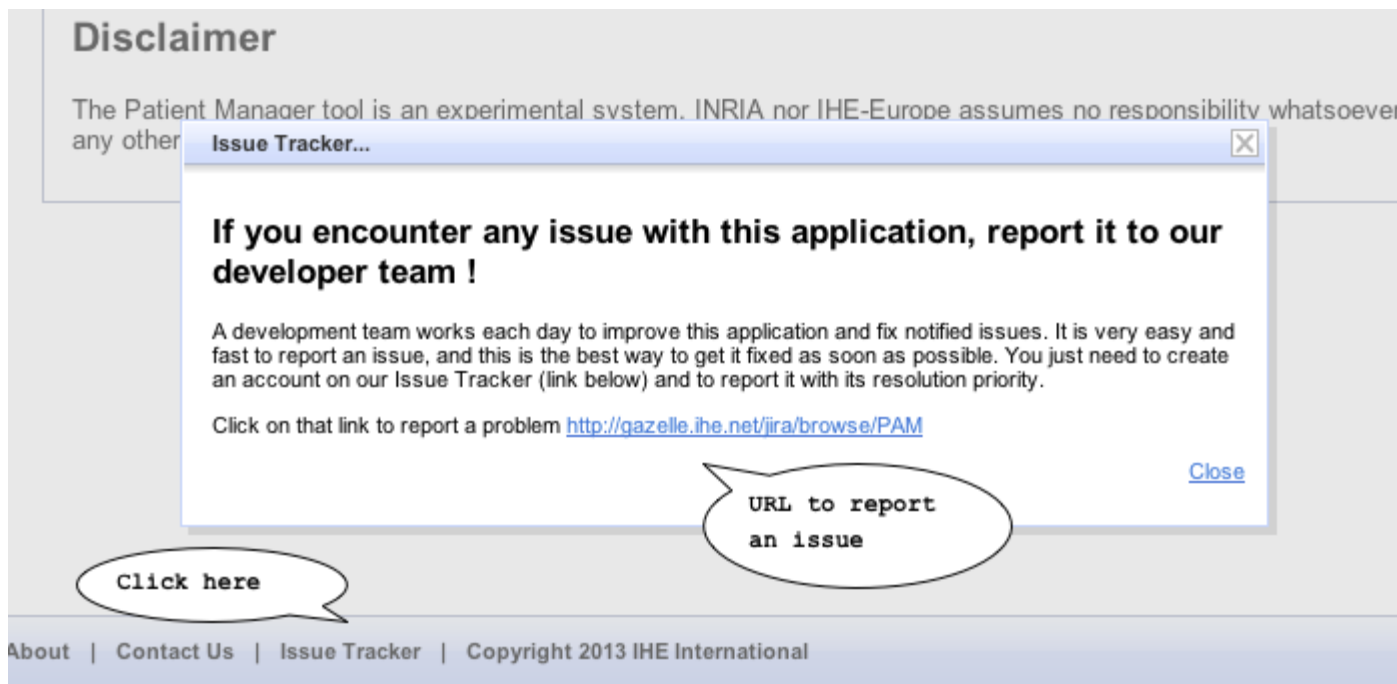 Disclaimer
The Patient Manager tool is an experimental system. INRIA nor IHE-Europe assumes no responsibility whatsoever
any other
Issue Tracker...
If you encounter any issue with this application, report it to our
developer team !
A development team works each day to improve this application and fix notified issues. It is very easy and
fast to report an issue, and this is the best way to get it fixed as soon as possible. You just need to create
an account on our Issue Tracker (link below) and to report it with its resolution priority.
Click on that link to report a problem http://gazelle.ihe.net/jira/browse/PAM
Close
URL to report
an issue
Click here
About | Contact Us | Issue Tracker | Copyright 2013 IHE International